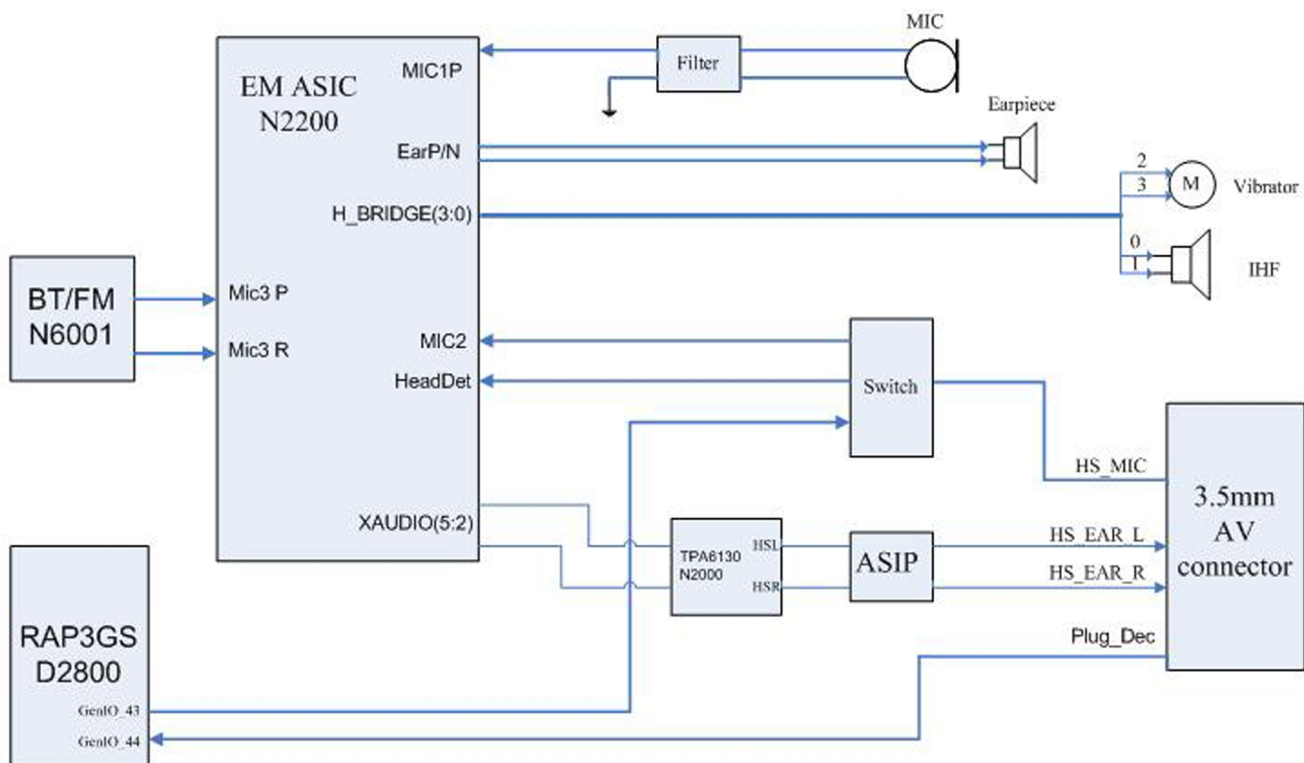 MIC
EM ASIC
N2200
MIC1P
Filter
Earpiece
EarP/N
2
3
M
Vibrator
H_BRIDGE(3:0)
0
1
IHF
BT/FM
N6001
Mic3 P
Mic3 R
MIC2
HeadDet
Switch
HS_MIC
3.5mm
AV
connector
XAUDIO(5:2)
TPA6130
N2000
HSL
HSR
ASIP
HS_EAR_L
HS_EAR_R
Plug_Dec
RAP3GS
D2800
GenIO_43
GenIO_44